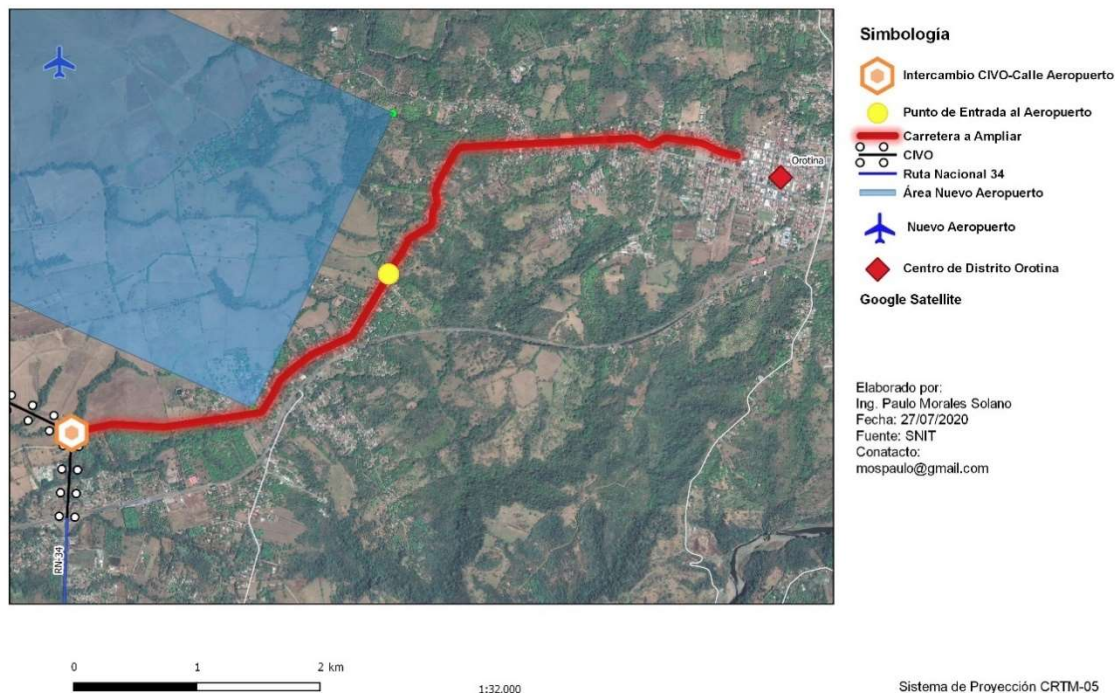 Orotina
RN-34
Simbología
Intercambio CIVO-Calle Aeropuerto
Punto de Entrada al Aeropuerto
Carretera a Ampliar
CIVO
Ruta Nacional 34
Área Nuevo Aeropuerto
Nuevo Aeropuerto
Centro de Distrito Orotina
Google Satellite
Elaborado por:
Ing. Paulo Morales Solano
Fecha: 27/07/2020
Fuente: SNIT
Conatacto:
mospaulo@gmail.com
0 1 2 km
1:32.000
Sistema de Proyección CRTM-05